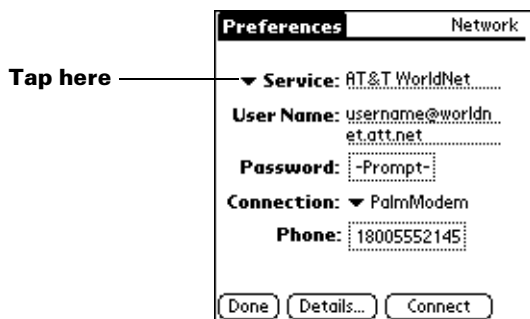 Preferences Network
Tap here
Service: AT&T WorldNet
User Name: username@worldn
et.att.net
Password: -Prompt-
Connection: PalmModem
Phone: 18005552145
Done Details... Connect